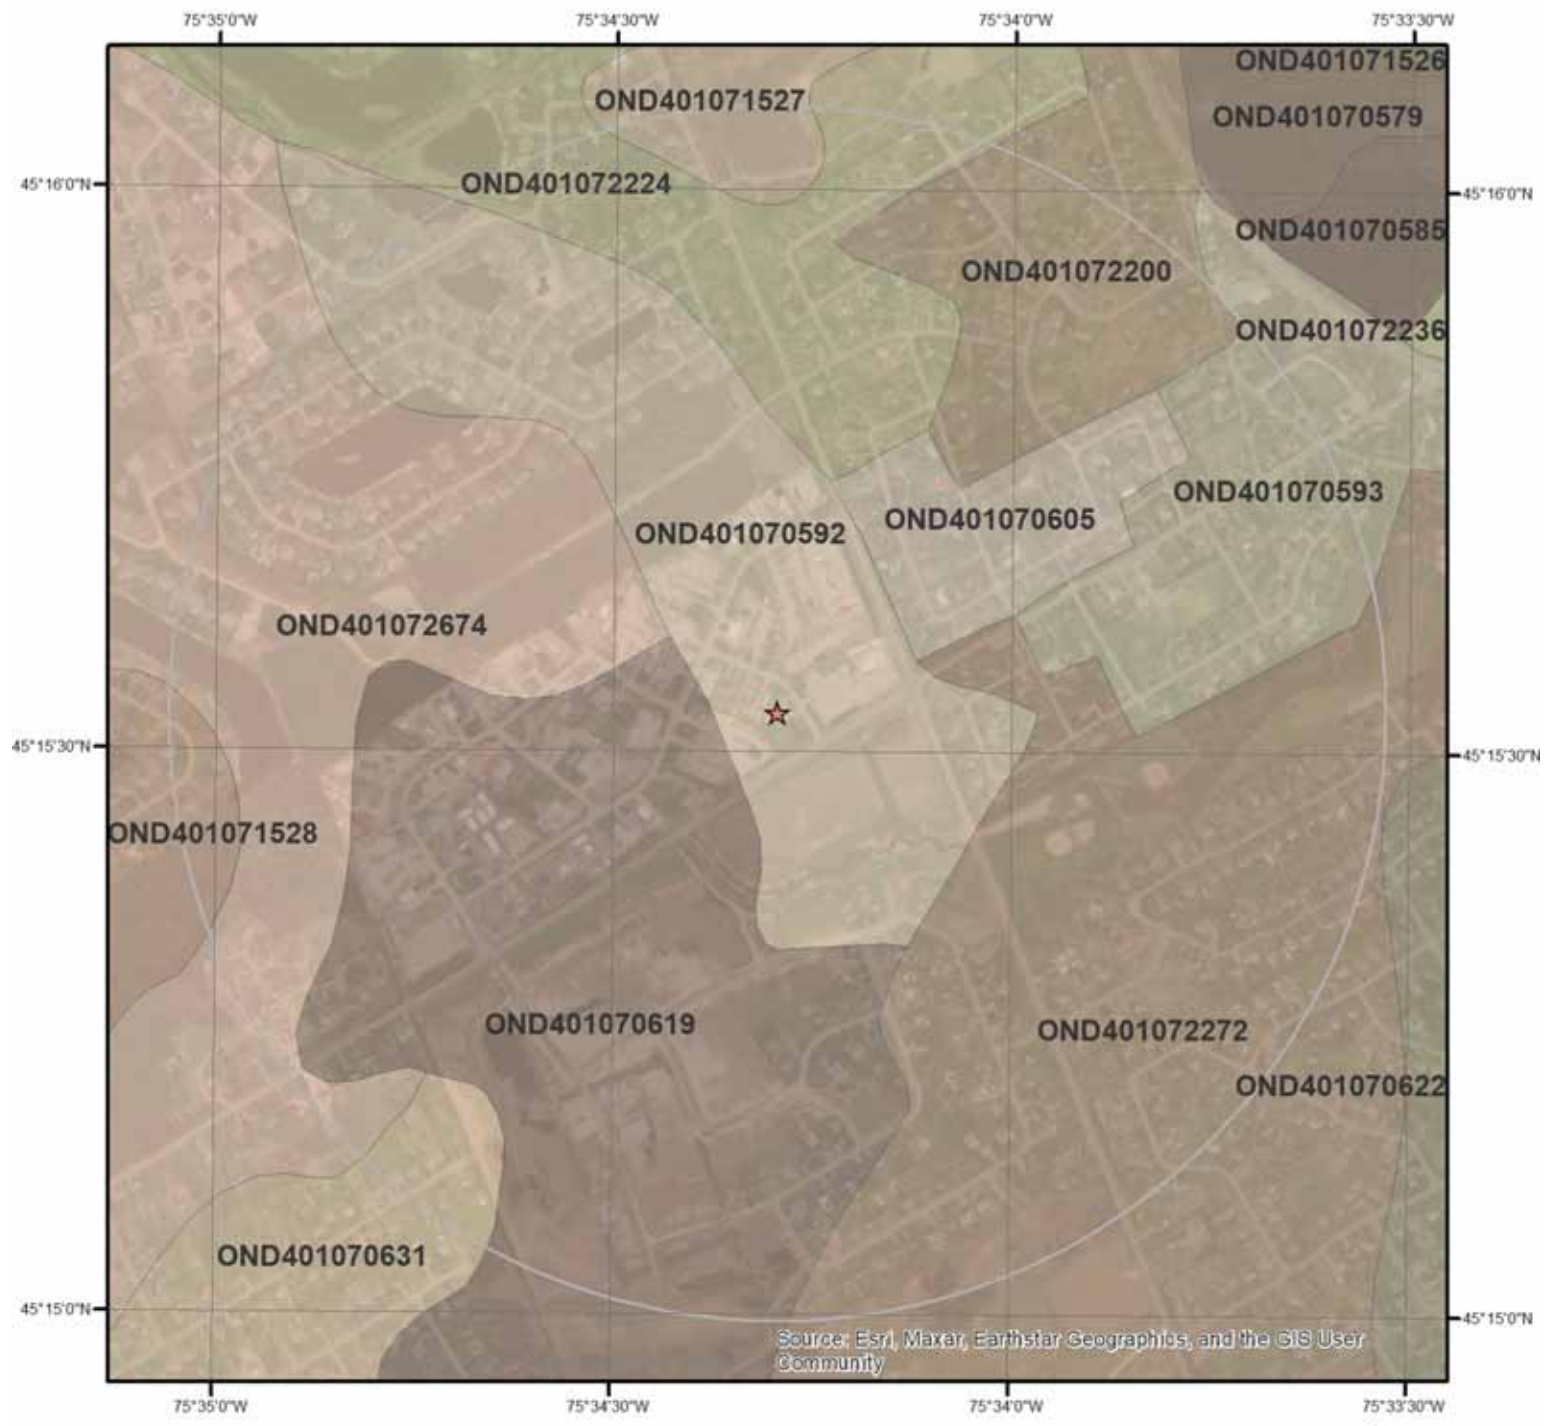 75°35'0"W
75°34'30"W
75°34'0"W
75°33'30"W
OND401071526
OND401071527
OND401070579
45°16'0"N
OND401072224
45°16'0"N
OND401070585
OND401072200
OND401072236
OND401070593
OND401070605
OND401070592
OND401072674
45°15'30"N
45°15'30"N
OND401071528
OND401070619
OND401072272
OND401070622
OND401070631
45°15'0"N
45°15'0"N
Source: Esri, Maxar, Earthstar Geographics, and the GIS User
Community
75°35'0"W
75°34'30"W
75°34'0"W
75°33'30"W